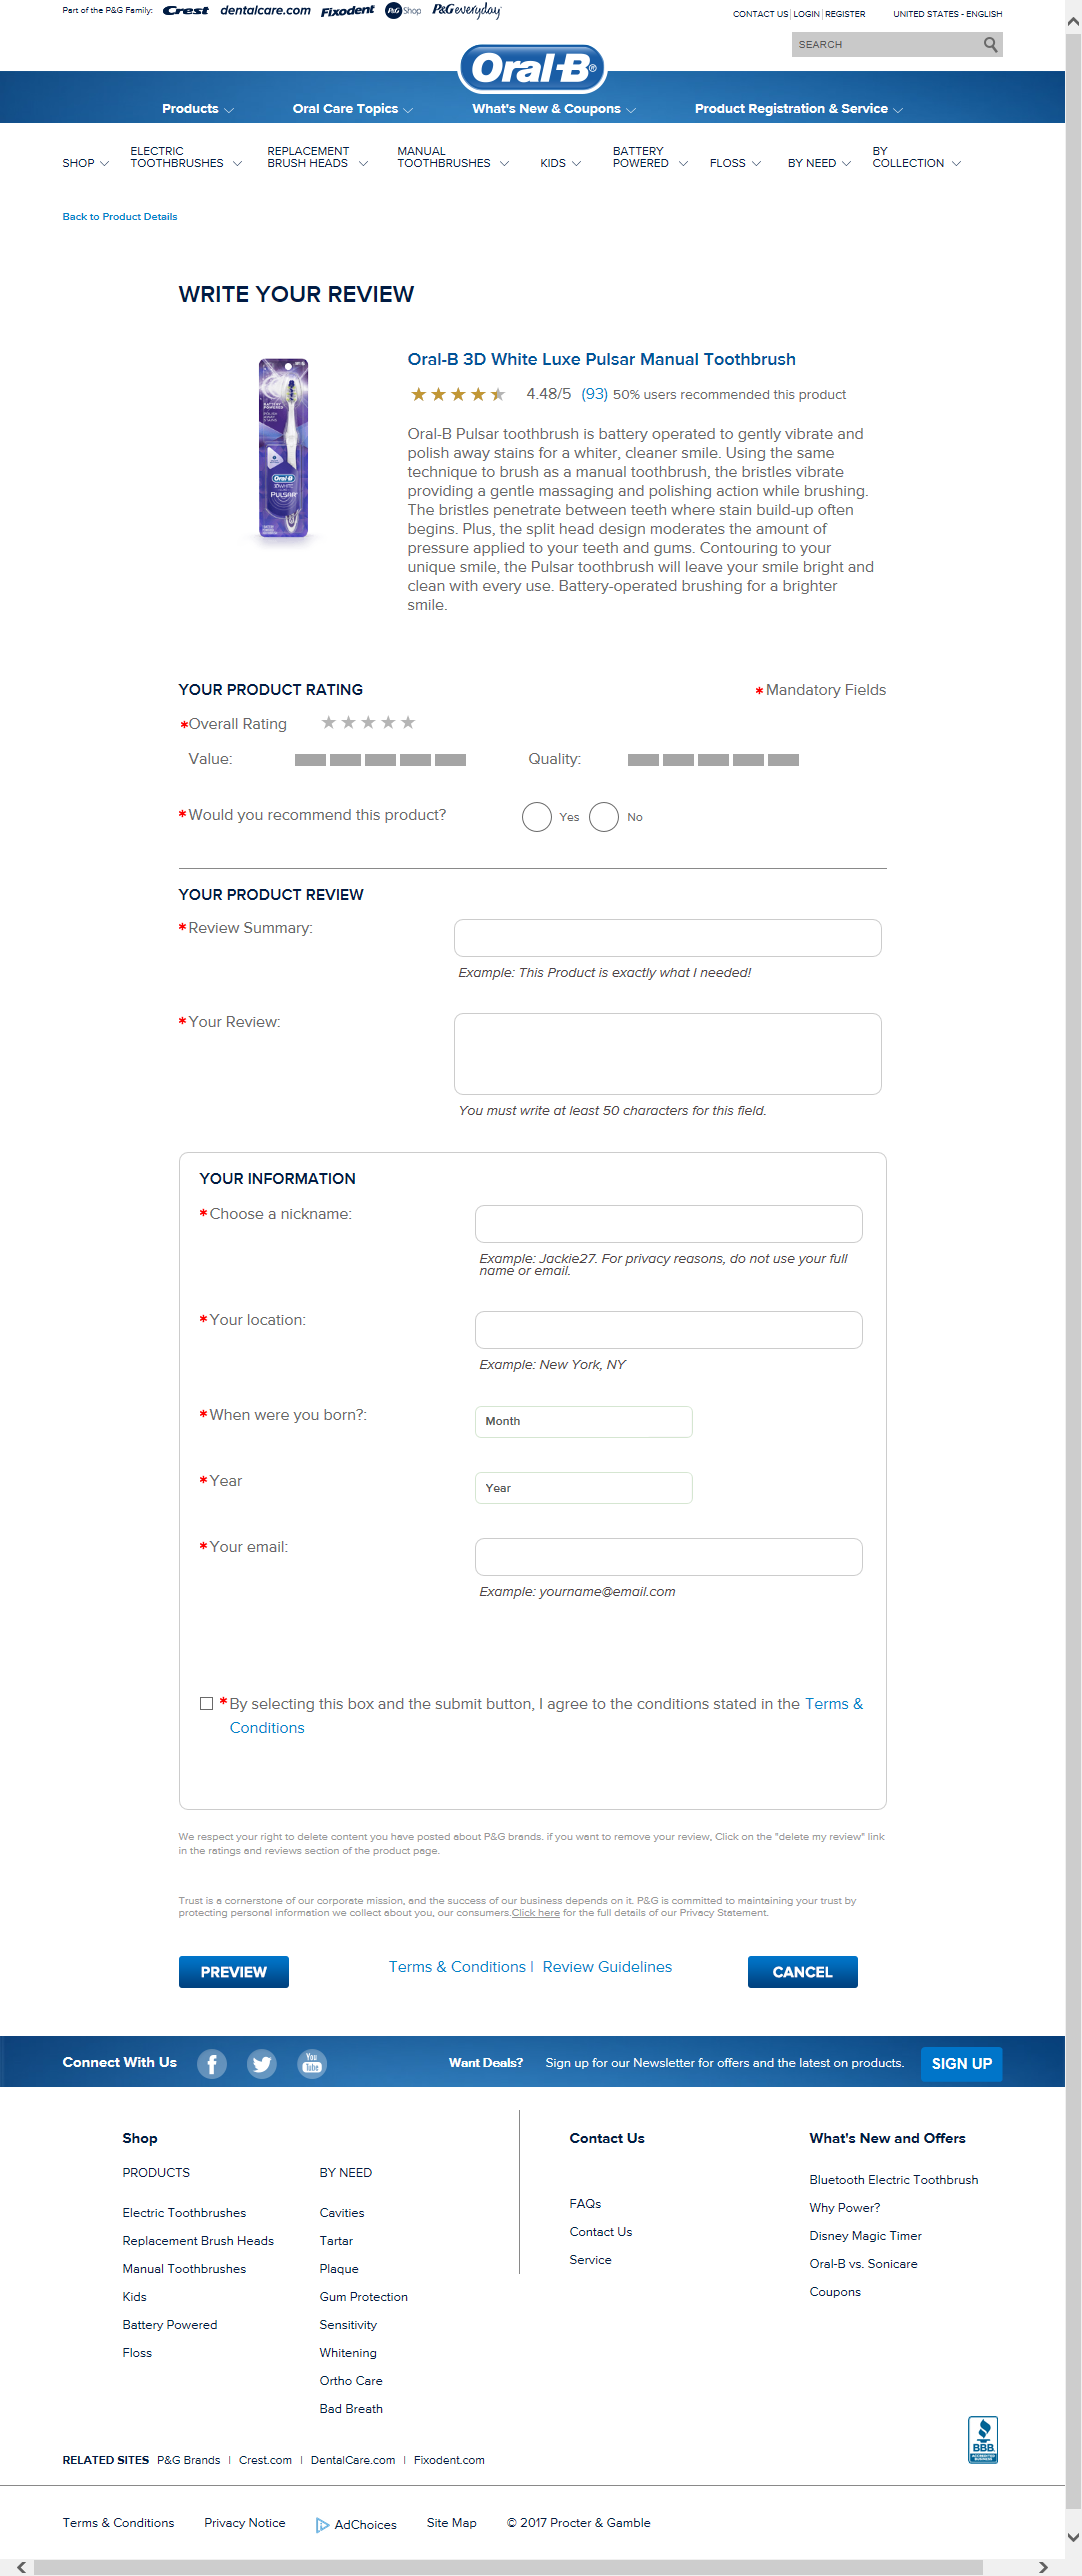 Part of the P&G Family: Crest dentalcare.com Fixodent P&G Shop P&G everyday
CONTACT US | LOGIN | REGISTER UNITED STATES - ENGLISH
SEARCH
Oral-B®
Products What's New & Coupons Oral Care Topics Product Registration & Service
SHOP ELECTRIC TOOTHBRUSHES REPLACEMENT BRUSH HEADS MANUAL TOOTHBRUSHES KIDS BATTERY POWERED FLOSS BY NEED BY COLLECTION
Back to Product Details
WRITE YOUR REVIEW
Oral-B 3D White Luxe Pulsar Manual Toothbrush
4.48/5 (93) 50% users recommended this product
Oral-B
PULSAR
Oral-B Pulsar toothbrush is battery operated to gently vibrate and
polish away stains for a whiter, cleaner smile. Using the same
technique to brush as a manual toothbrush, the bristles vibrate
providing a gentle massaging and polishing action while brushing.
The bristles penetrate between teeth where stain build-up often
begins. Plus, the split head design moderates the amount of
pressure applied to your teeth and gums. Contouring to your
unique smile, the Pulsar toothbrush will leave your smile bright and
clean with every use. Battery-operated brushing for a brighter
smile.
YOUR PRODUCT RATING
*Mandatory Fields
*Overall Rating
Value: Quality:
*Would you recommend this product? Yes No
YOUR PRODUCT REVIEW
*Review Summary:
Example: This Product is exactly what I needed!
*Your Review:
You must write at least 50 characters for this field.
YOUR INFORMATION
*Choose a nickname:
Example: Jackie27. For privacy reasons, do not use your full
name or email.
*Your location:
Example: New York, NY
*When were you born?: Month
*Year Year
*Your email:
Example: yourname@email.com
*By selecting this box and the submit button, I agree to the conditions stated in the Terms &
Conditions
We respect your right to delete content you have posted about P&G brands. if you want to remove your review, Click on the "delete my review" link
in the ratings and reviews section of the product page.
Trust is a cornerstone of our corporate mission, and the success of our business depends on it. P&G is committed to maintaining your trust by
protecting personal information we collect about you, our consumers.Click here for the full details of our Privacy Statement.
PREVIEW Terms & Conditions | Review Guidelines CANCEL
Connect With Us You Tube Want Deals? Sign up for our Newsletter for offers and the latest on products. SIGN UP
Shop
PRODUCTS
Electric Toothbrushes
Replacement Brush Heads
Manual Toothbrushes
Kids
Battery Powered
Floss
BY NEED
Cavities
Tartar
Plaque
Gum Protection
Sensitivity
Whitening
Ortho Care
Bad Breath
Contact Us
FAQs
Contact Us
Service
What's New and Offers
Bluetooth Electric Toothbrush
Why Power?
Disney Magic Timer
Oral-B vs. Sonicare
Coupons
BBB
ACCREDITED
BUSINESS
RELATED SITES P&G Brands | Crest.com | DentalCare.com | Fixodent.com
Terms & Conditions Privacy Notice AdChoices Site Map © 2017 Procter & Gamble